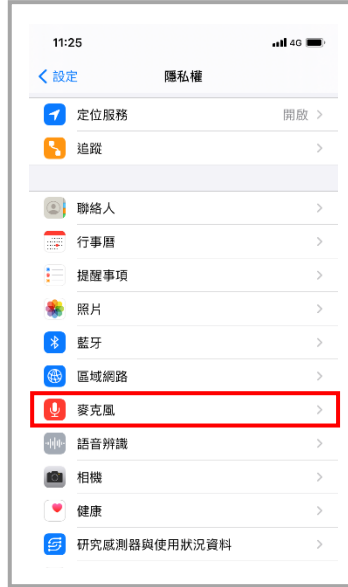 11:25
4G
設定
隱私權
定位服務 開啟
追蹤
聯絡人
行事曆
提醒事項
照片
藍牙
區域網路
麥克風
語音辨識
相機
健康
研究感測器與使用狀況資料